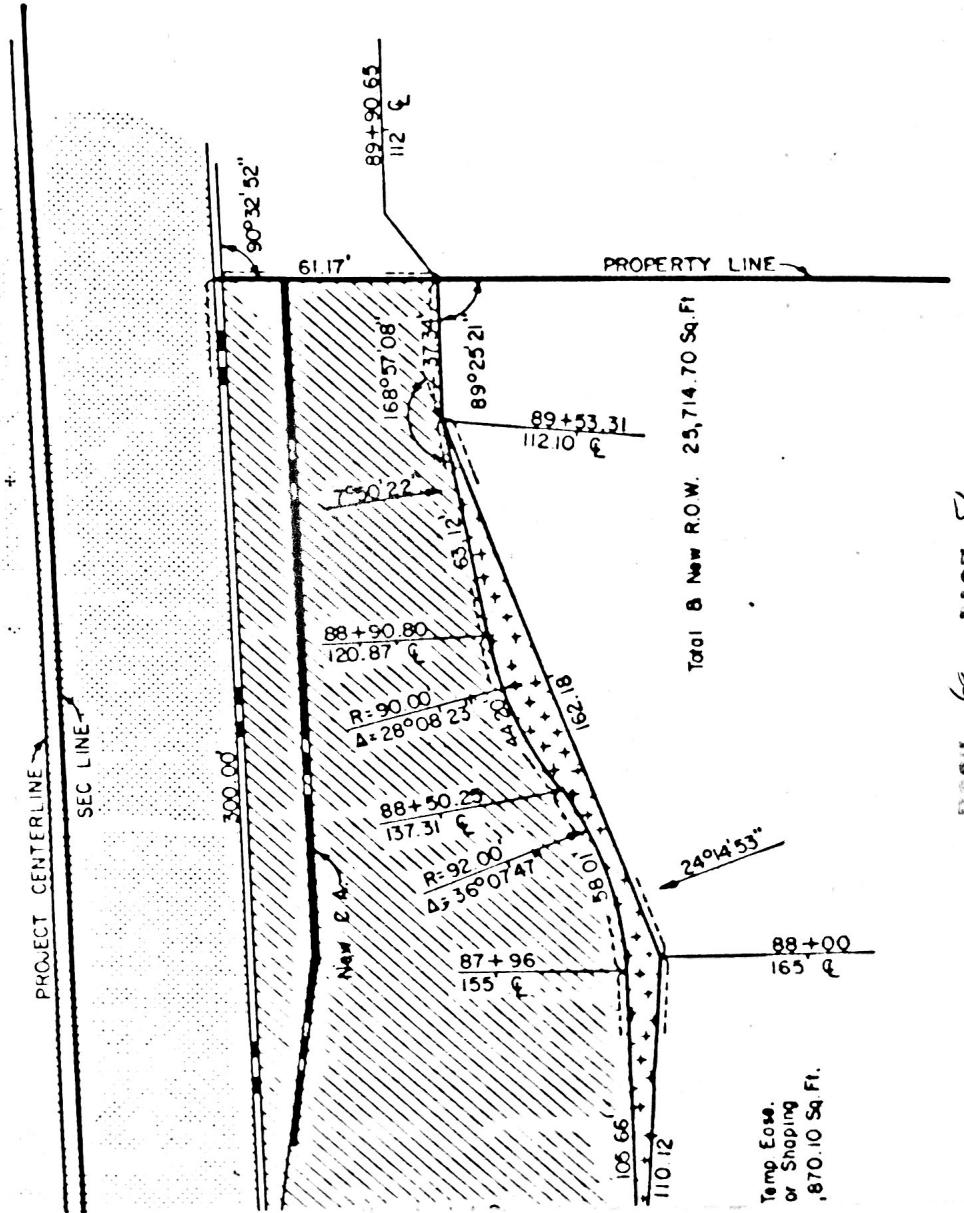 PROJECT CENTERLINE
SEC LINE
300.00'
90°32'52"
61.17'
89+90.65
112' ℄
PROPERTY LINE
168°57'08'
37.34'
89°25'21"
89+53.31
112.10' ℄
7°50'22"
63.12'
88+90.80
120.87' ℄
R=90.00'
Δ=28°08'23"
44.20'
88+50.25
137.31' ℄
R=92.00'
Δ=36°07'47"
58.01'
162.18'
24°14'53"
87+96
155' ℄
88+00
165' ℄
New
Total & New R.O.W. 25,714.70 Sq.Ft
105.66'
110.12
Temp. Ease.
or Shaping
,870.10 Sq.Ft.